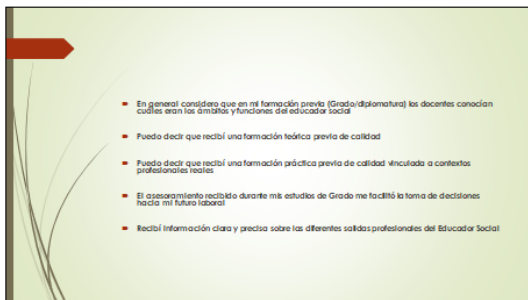 En general considero que en mi formación previa (Grado/diplomatura) los docentes conocían
cuáles eran los ámbitos y funciones del educador social
Puedo decir que recibí una formación teórica previa de calidad
Puedo decir que recibí una formación práctica previa de calidad vinculada a contextos
profesionales reales
El asesoramiento recibido durante mis estudios de Grado me facilitó la toma de decisiones
hacia mi futuro laboral
Recibí información clara y precisa sobre las diferentes salidas profesionales del Educador Social